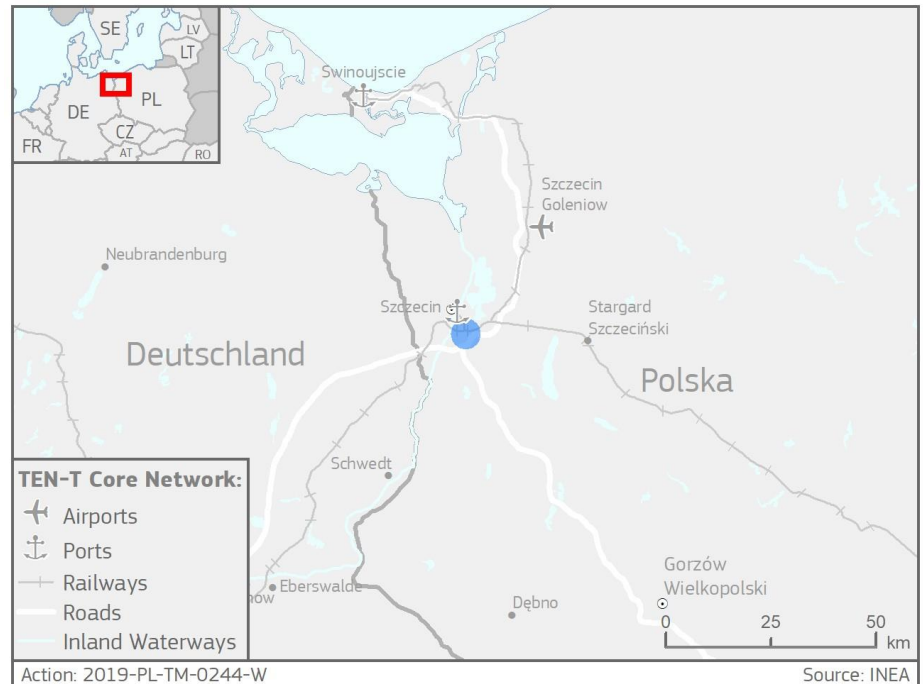 SE
LV
LT
DE
PL
CZ
FR
AT
RO
Swinoujscie
Szczecin
Goleniow
Neubrandenburg
Szczecin
Stargard
Szczeciński
Deutschland
Polska
Schwedt
TEN-T Core Network:
Airports
Ports
Railways
Roads
Inland Waterways
now
Eberswalde
Dębno
Gorzów
Wielkopolski
0 25 50
km
Action: 2019-PL-TM-0244-W
Source: INEA